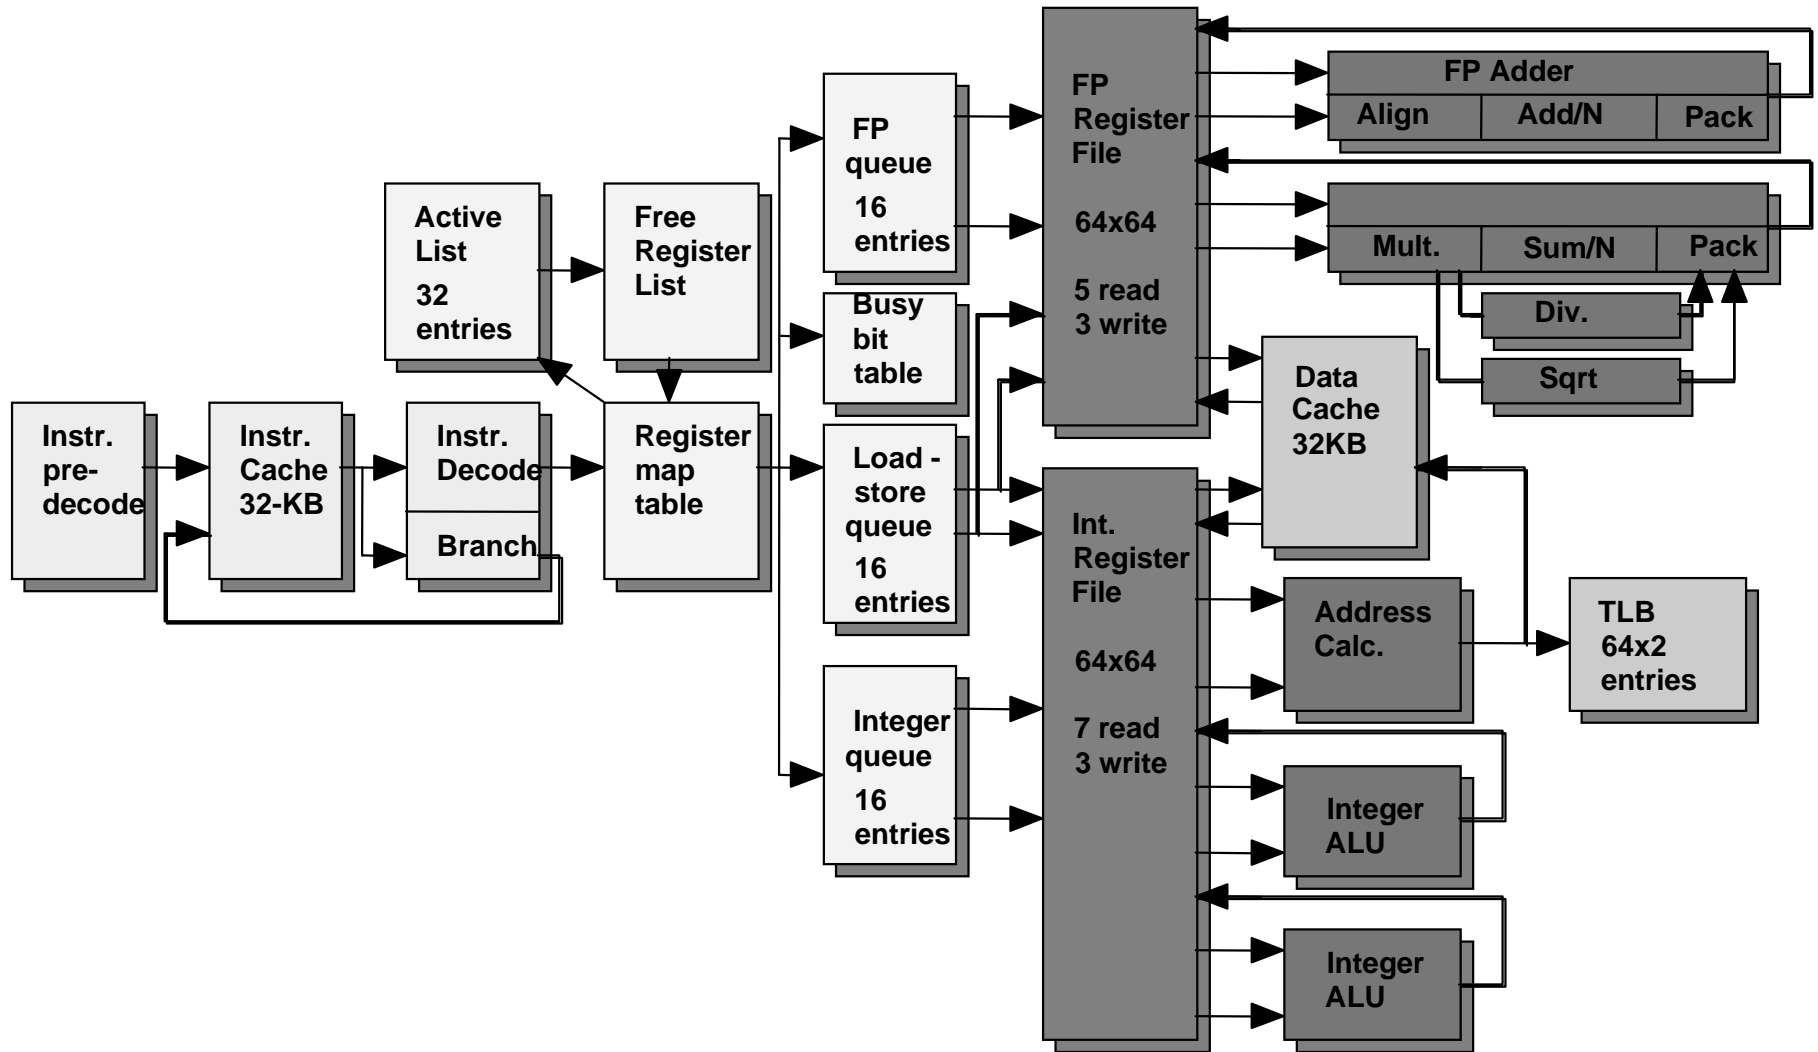 Instr.
pre-
decode
Instr.
Cache
32-KB
Instr.
Decode
Branch
Active
List
32
entries
Free
Register
List
Register
map
table
FP
queue
16
entries
Busy
bit
table
Load -
store
queue
16
entries
Integer
queue
16
entries
FP
Register
File
64x64
5 read
3 write
Int.
Register
File
64x64
7 read
3 write
FP Adder
Align
Add/N
Pack
Mult.
Sum/N
Pack
Div.
Sqrt
Data
Cache
32KB
Address
Calc.
TLB
64x2
entries
Integer
ALU
Integer
ALU